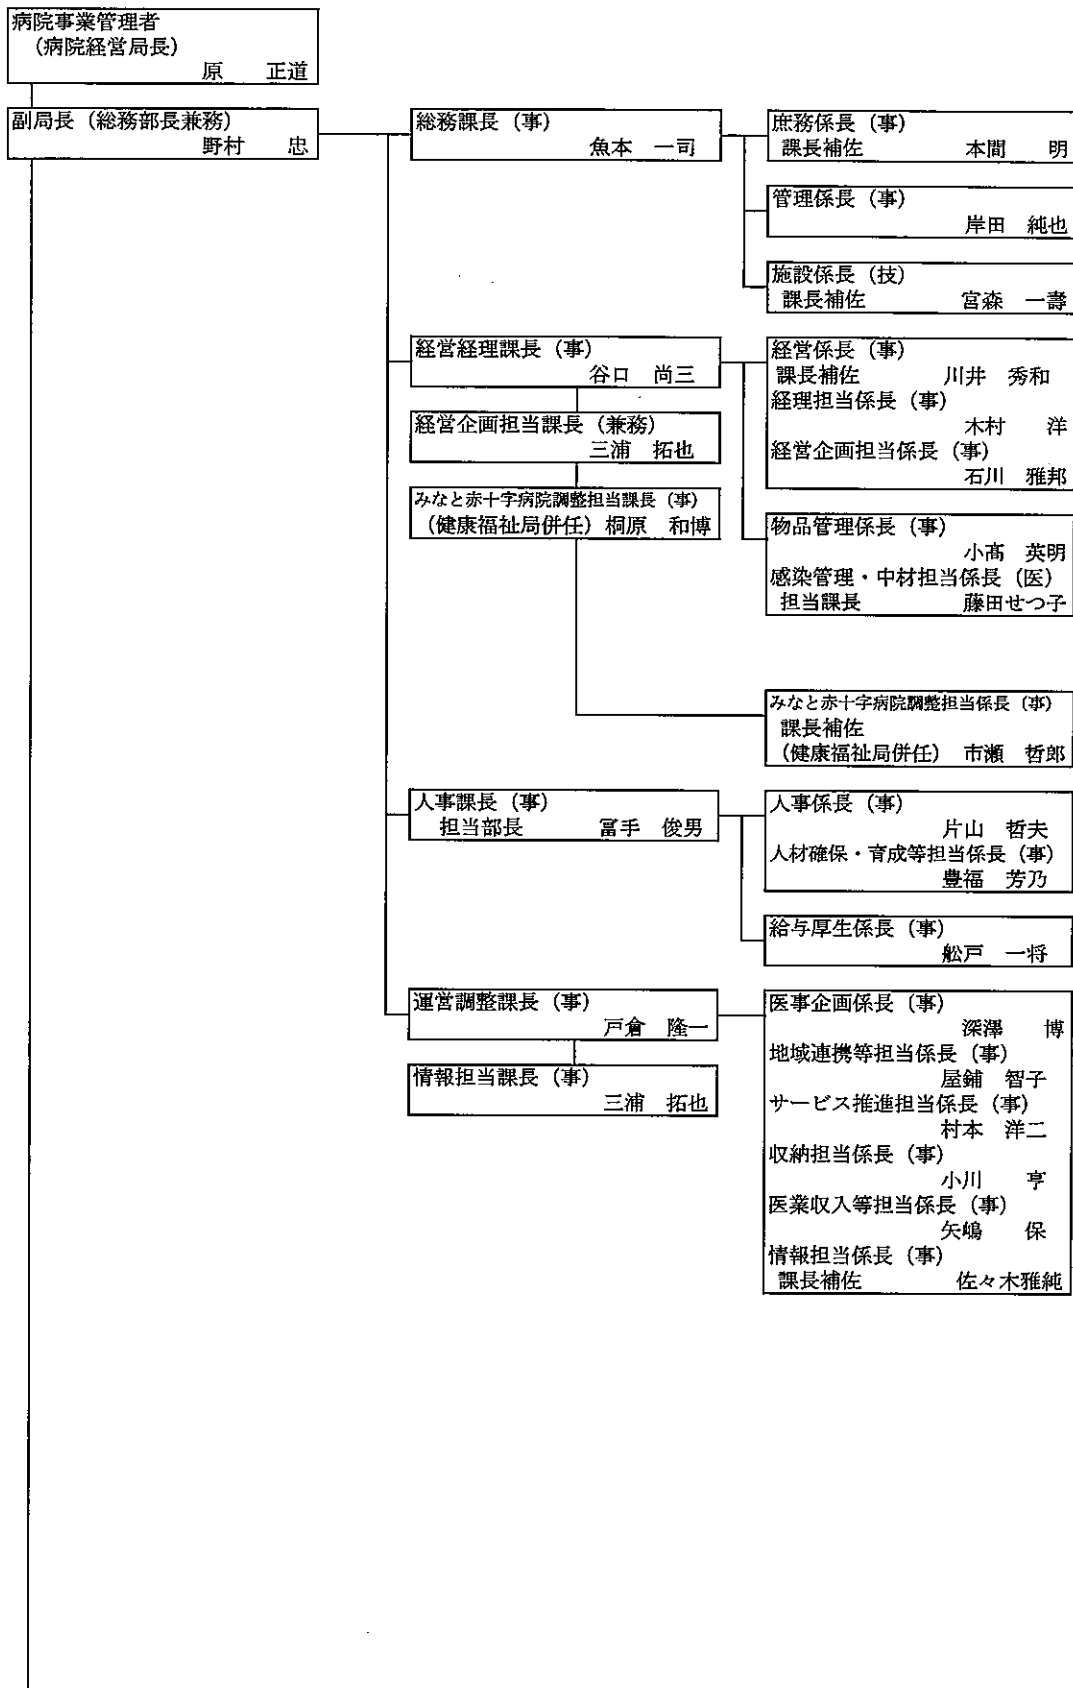 病院事業管理者
（病院経営局長）
原　　正道
副局長（総務部長兼務）
野村　　忠
総務課長（事）
魚本　一司
庶務係長（事）
課長補佐　　　本間　　明
管理係長（事）
岸田　純也
施設係長（技）
課長補佐　　　宮森　一壽
経営経理課長（事）
谷口　尚三
経営企画担当課長（兼務）
三浦　拓也
みなと赤十字病院調整担当課長（事）
（健康福祉局併任）桐原　和博
経営係長（事）
課長補佐　　　川井　秀和
経理担当係長（事）
木村　　洋
経営企画担当係長（事）
石川　雅邦
物品管理係長（事）
小髙　英明
感染管理・中材担当係長（医）
担当課長　　　藤田せつ子
みなと赤十字病院調整担当係長（事）
課長補佐
（健康福祉局併任）　市瀬　哲郎
人事課長（事）
担当部長　　　冨手　俊男
人事係長（事）
片山　哲夫
人材確保・育成等担当係長（事）
豊福　芳乃
給与厚生係長（事）
舩戸　一将
運営調整課長（事）
戸倉　隆一
情報担当課長（事）
三浦　拓也
医事企画係長（事）
深澤　　博
地域連携等担当係長（事）
屋鋪　智子
サービス推進担当係長（事）
村本　洋二
収納担当係長（事）
小川　　亨
医業収入等担当係長（事）
矢嶋　　保
情報担当係長（事）
課長補佐　　　佐々木雅純